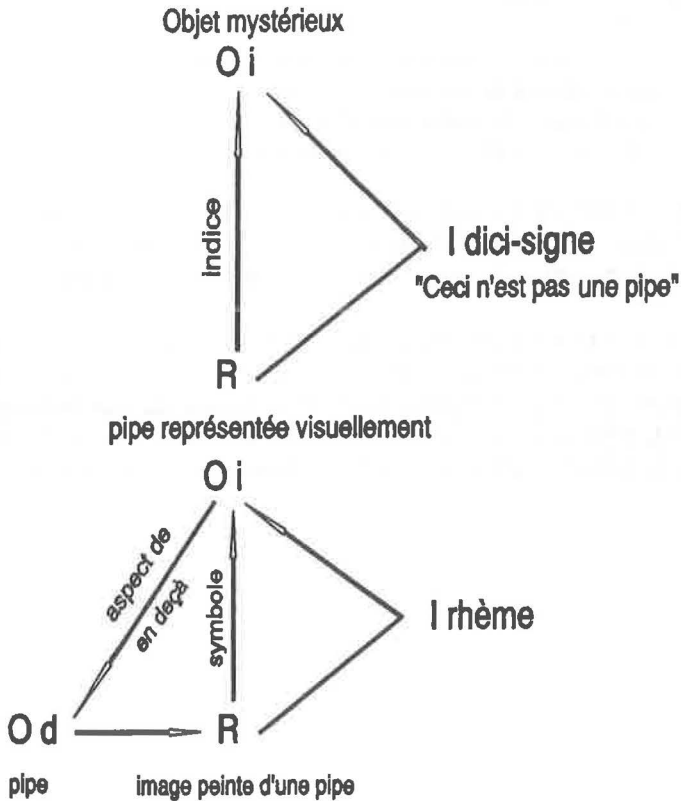 Objet mystérieux
O i
Indice
I dici-signe
"Ceci n'est pas une pipe"
R
pipe représentée visuellement
O i
aspect de
en deçà
symbole
I rhème
O d
R
pipe
image peinte d'une pipe